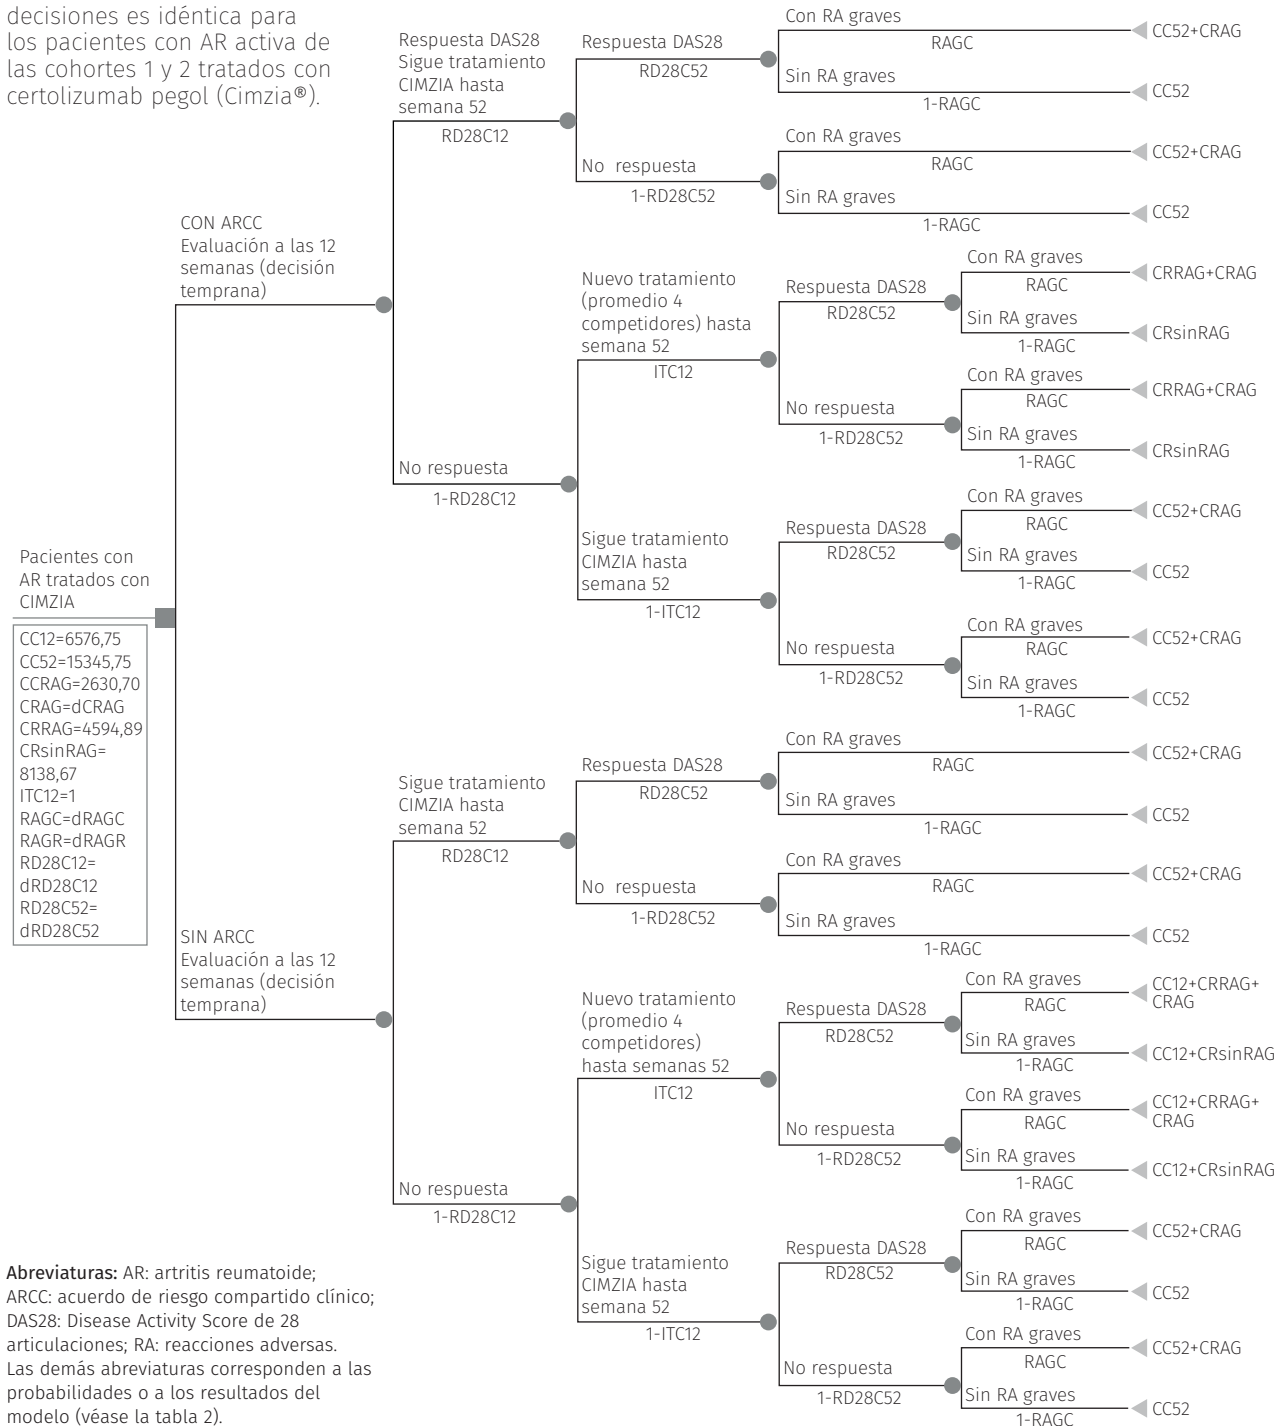 decisiones es idéntica para
los pacientes con AR activa de
las cohortes 1 y 2 tratados con
certolizumab pegol (Cimzia®).
Pacientes con
AR tratados con
CIMZIA
CC12=6576,75
CC52=15345,75
CCRAG=2630,70
CRAG=dCRAG
CRRAG=4594,89
CRsinRAG=
8138,67
ITC12=1
RAGC=dRAGC
RAGR=dRAGR
RD28C12=
dRD28C12
RD28C52=
dRD28C52
CON ARCC
Evaluación a las 12
semanas (decisión
temprana)
Respuesta DAS28
Sigue tratamiento
CIMZIA hasta
semana 52
RD28C12
Respuesta DAS28
RD28C52
Con RA graves
RAGC
CC52+CRAG
Sin RA graves
1-RAGC
CC52
No respuesta
1-RD28C52
Con RA graves
RAGC
CC52+CRAG
Sin RA graves
1-RAGC
CC52
No respuesta
1-RD28C12
Nuevo tratamiento
(promedio 4
competidores) hasta
semana 52
ITC12
Respuesta DAS28
RD28C52
Con RA graves
RAGC
CRRAG+CRAG
Sin RA graves
1-RAGC
CRsinRAG
No respuesta
1-RD28C52
Con RA graves
RAGC
CRRAG+CRAG
Sin RA graves
1-RAGC
CRsinRAG
Sigue tratamiento
CIMZIA hasta
semana 52
1-ITC12
Respuesta DAS28
RD28C52
Con RA graves
RAGC
CC52+CRAG
Sin RA graves
1-RAGC
CC52
No respuesta
1-RD28C52
Con RA graves
RAGC
CC52+CRAG
Sin RA graves
1-RAGC
CC52
SIN ARCC
Evaluación a las 12
semanas (decisión
temprana)
Sigue tratamiento
CIMZIA hasta
semana 52
RD28C12
Respuesta DAS28
RD28C52
Con RA graves
RAGC
CC52+CRAG
Sin RA graves
1-RAGC
CC52
No respuesta
1-RD28C52
Con RA graves
RAGC
CC52+CRAG
Sin RA graves
1-RAGC
CC52
No respuesta
1-RD28C12
Nuevo tratamiento
(promedio 4
competidores)
hasta semanas 52
ITC12
Respuesta DAS28
RD28C52
Con RA graves
RAGC
CC12+CRRAG+
CRAG
Sin RA graves
1-RAGC
CC12+CRsinRAG
No respuesta
1-RD28C52
Con RA graves
RAGC
CC12+CRRAG+
CRAG
Sin RA graves
1-RAGC
CC12+CRsinRAG
Sigue tratamiento
CIMZIA hasta
semana 52
1-ITC12
Respuesta DAS28
RD28C52
Con RA graves
RAGC
CC52+CRAG
Sin RA graves
1-RAGC
CC52
No respuesta
1-RD28C52
Con RA graves
RAGC
CC52+CRAG
Sin RA graves
1-RAGC
CC52
Abreviaturas: AR: artritis reumatoide;
ARCC: acuerdo de riesgo compartido clínico;
DAS28: Disease Activity Score de 28
articulaciones; RA: reacciones adversas.
Las demás abreviaturas corresponden a las
probabilidades o a los resultados del
modelo (véase la tabla 2).